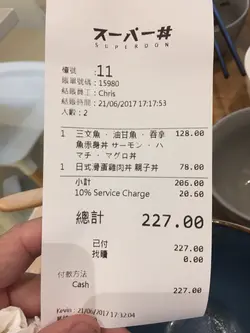 スーパー丼
SUPERDON
檯號 : 11
賬單號碼: 15980
結賬員工: Chris
結賬時間: 21/06/2017 17:17:53
人數: 2
1 三文魚 · 油甘魚 · 吞拿 128.00
魚刺身丼 サーモン · ハ
マチ · マグロ丼
1 日式滑蛋雞肉丼 親子丼 78.00
小計 206.00
10% Service Charge 20.60
總計 227.00
已付 227.00
找贖 0.00
付款方法
Cash 227.00
Kevin: 21/06/2017 17:32:04